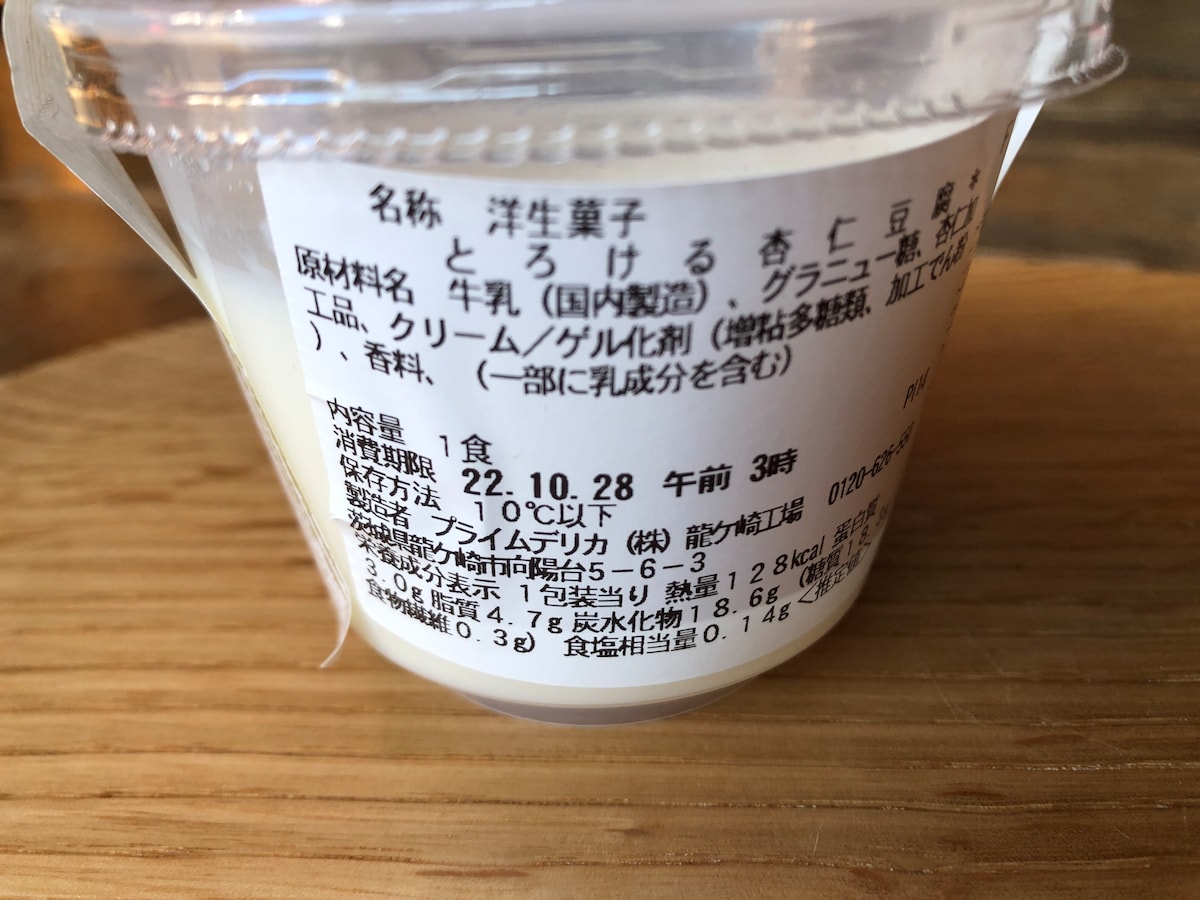 名称 洋生菓子
とろける杏仁豆腐
原材料名 牛乳(国内製造)、グラニュー糖、杏仁加
工品、クリーム/ゲル化剤(増粘多糖類、加工でん粉
)、香料、(一部に乳成分を含む)
P/14
内容量 1食
消費期限 22.10.28 午前 3時
保存方法 10℃以下
製造者 プライムデリカ(株)龍ケ崎工場 0120-626-
茨城県龍ケ崎市向陽台5-6-3
栄養成分表示 1包装当り 熱量128kcal 蛋白質
3.0g 脂質4.7g 炭水化物18.6g (糖質18.3g
食物繊維0.3g) 食塩相当量0.14g <推定値>